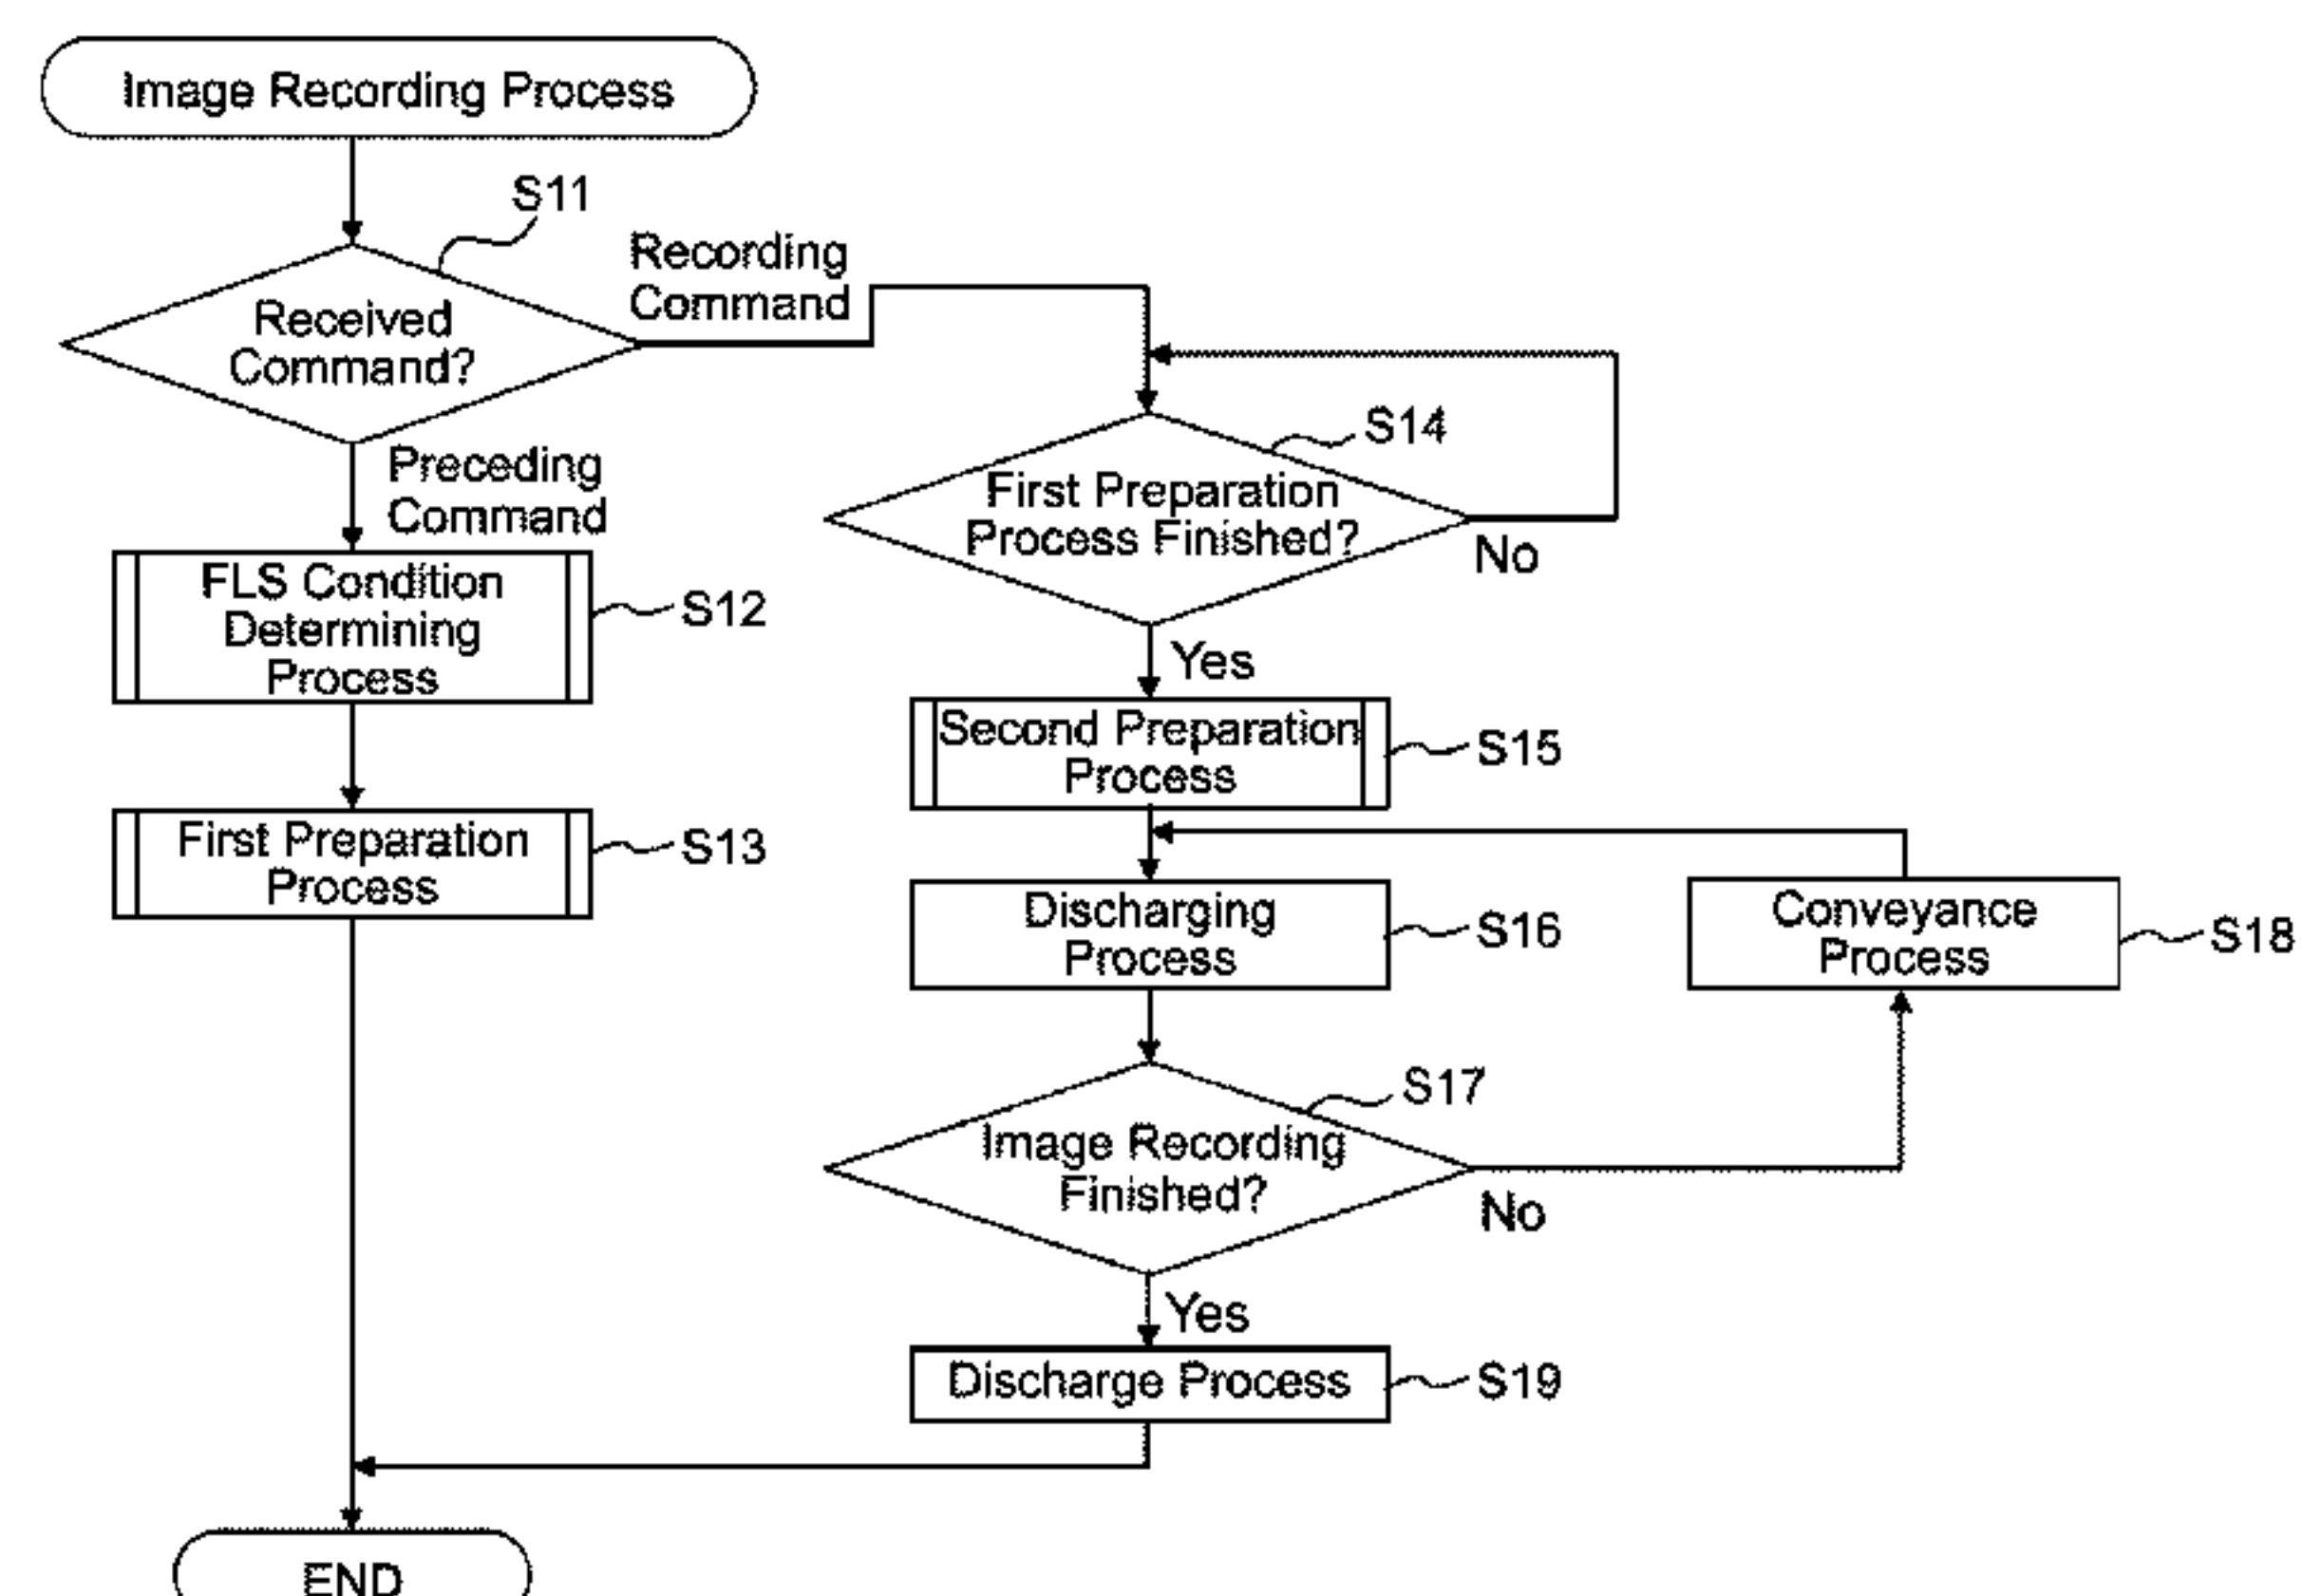 Image Recording Process
S11
Received
Command?
Recording
Command
Preceding
Command
FLS Condition
Determining
Process
S12
First Preparation
Process
S13
S14
First Preparation
Process Finished?
No
Yes
Second Preparation
Process
S15
Discharging
Process
S16
Conveyance
Process
S18
S17
Image Recording
Finished?
No
Yes
Discharge Process
S19
END